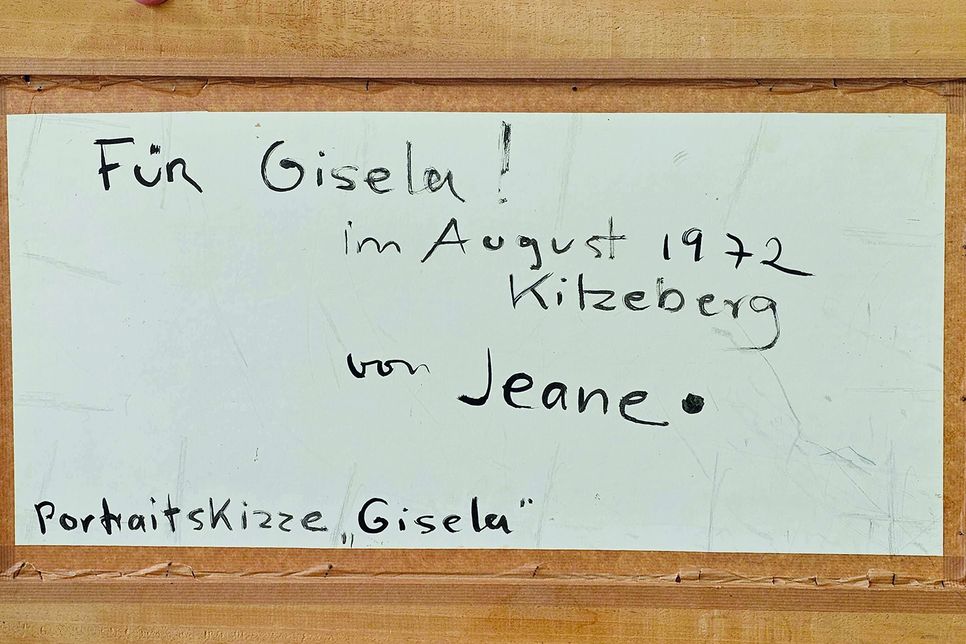 Für Gisela!
im August 1972
Kitzeberg
von Jeane.
Portraitskizze „Gisela"